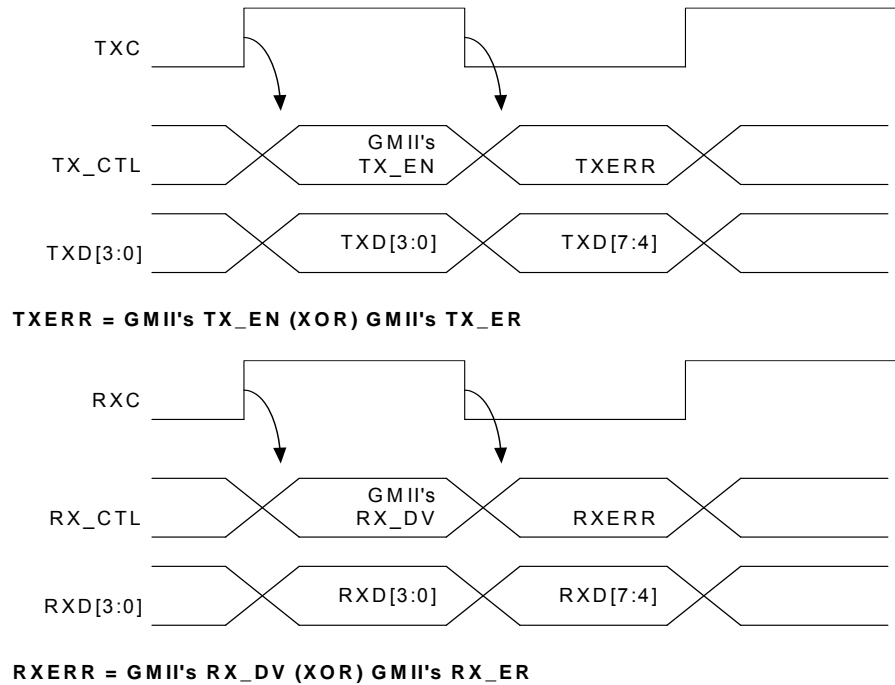 TXC
GMII's
TX_CTL TX_EN TXERR
TXD[3:0] TXD[3:0] TXD[7:4]
TXERR = GMII's TX_EN (XOR) GMII's TX_ER
RXC
GMII's
RX_CTL RX_DV RXERR
RXD[3:0] RXD[3:0] RXD[7:4]
RXERR = GMII's RX_DV (XOR) GMII's RX_ER